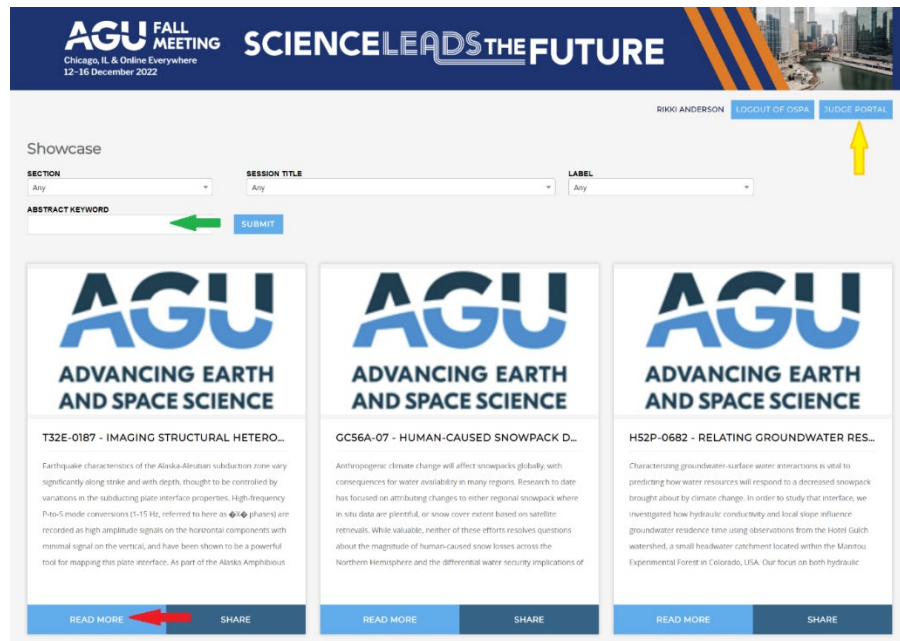 AGU FALL MEETING
Chicago, IL & Online Everywhere
12-16 December 2022
SCIENCE LEADS THE FUTURE
RIKKI ANDERSON LOGOUT OF OSPA JUDGE PORTAL
Showcase
SECTION SESSION TITLE LABEL
Any Any Any
ABSTRACT KEYWORD
SUBMIT
AGU
ADVANCING EARTH
AND SPACE SCIENCE
T32E-0187 - IMAGING STRUCTURAL HETERO...
Earthquake characteristics of the Alaska-Aleutian subduction zone vary
significantly along strike and with depth, thought to be controlled by
variations in the subducting plate interface properties. High-frequency
P-to-S mode conversions (1-15 Hz, referred to here as �X� phases) are
recorded as high amplitude signals on the horizontal components with
minimal signal on the vertical, and have been shown to be a powerful
tool for mapping this plate interface. As part of the Alaska Amphibious
READ MORE SHARE
AGU
ADVANCING EARTH
AND SPACE SCIENCE
GC56A-07 - HUMAN-CAUSED SNOWPACK D...
Anthropogenic climate change will affect snowpacks globally, with
consequences for water availability in many regions. Research to date
has focused on attributing changes to either regional snowpack where
in situ data are plentiful, or snow cover extent based on satellite
retrievals. While valuable, neither of these efforts resolves questions
about the magnitude of human-caused snow losses across the
Northern Hemisphere and the differential water security implications of
READ MORE SHARE
AGU
ADVANCING EARTH
AND SPACE SCIENCE
H52P-0682 - RELATING GROUNDWATER RES...
Characterizing groundwater-surface water interactions is vital to
predicting how water resources will respond to a decreased snowpack
brought about by climate change. In order to study that interface, we
investigated how hydraulic conductivity and local slope influence
groundwater residence time using observations from the Hotel Gulch
watershed, a small headwater catchment located within the Manitou
Experimental Forest in Colorado, USA. Our focus on both hydraulic
READ MORE SHARE